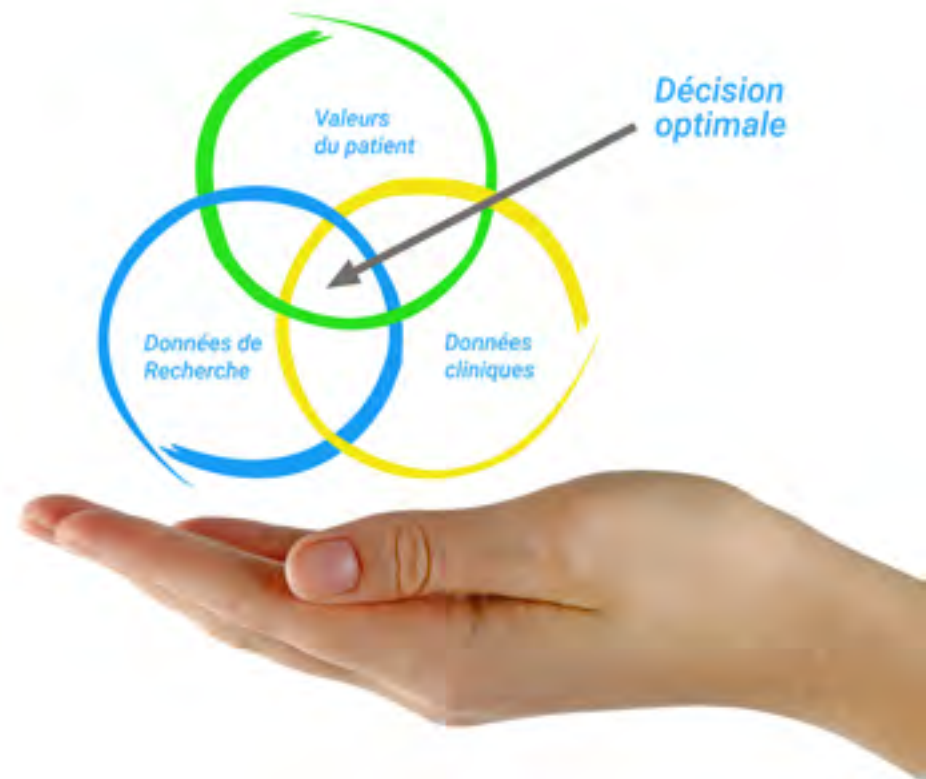 Valeurs
du patient
Décision
optimale
Données de
Recherche
Données
cliniques